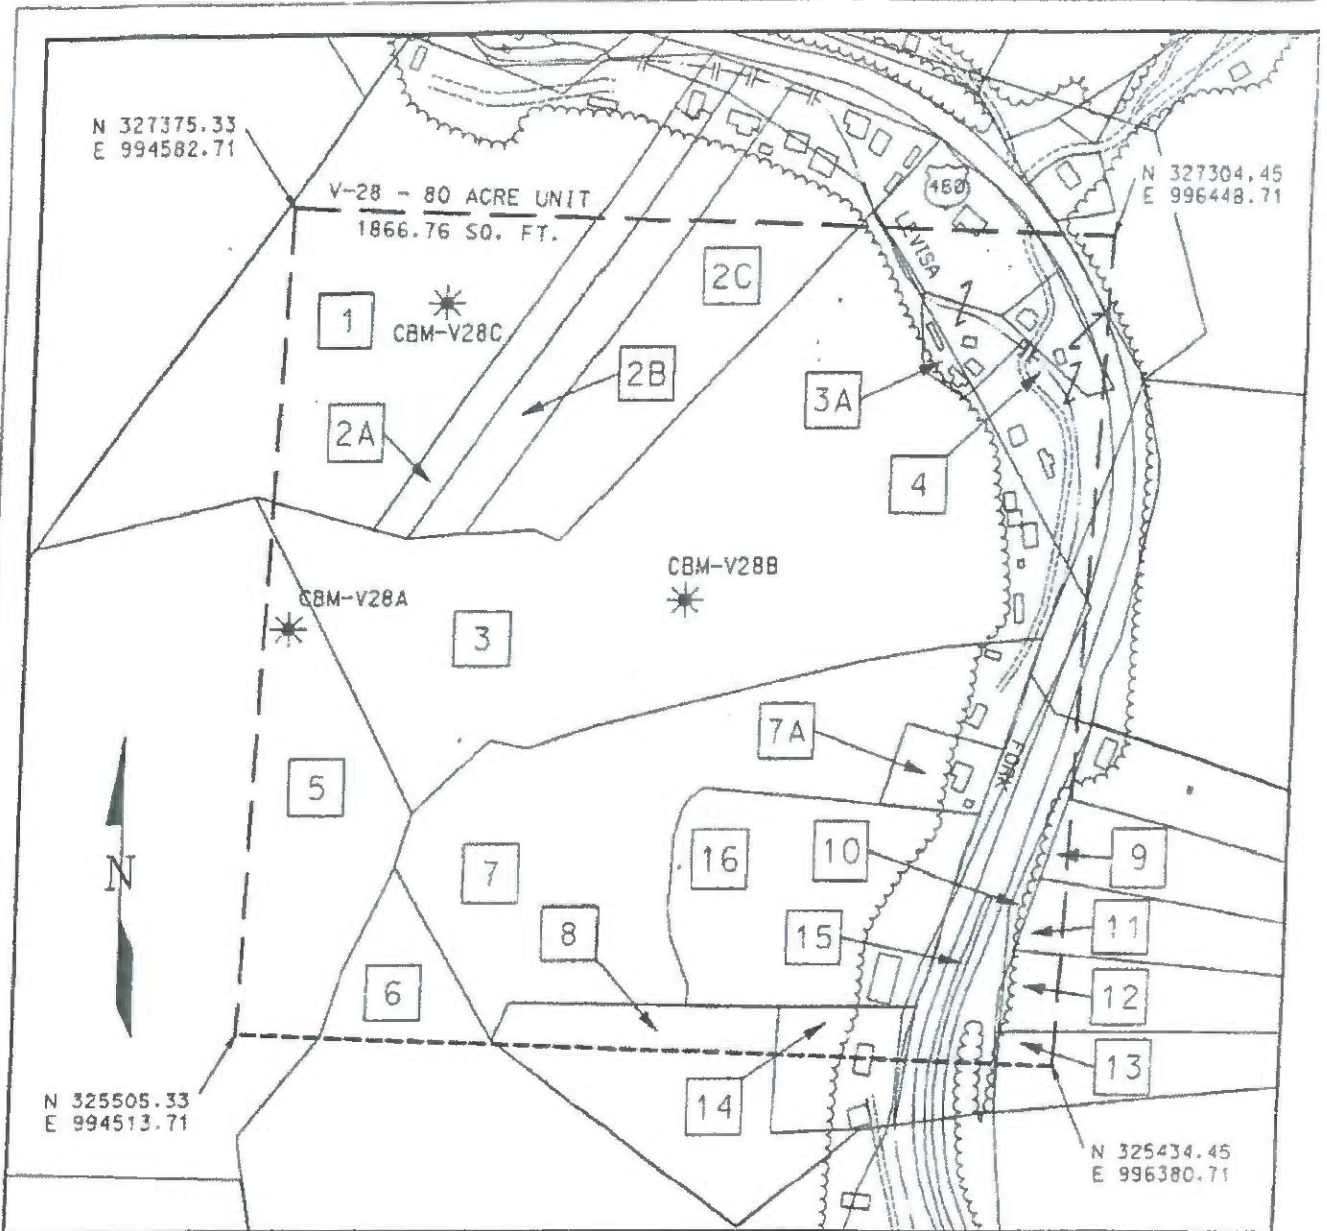 N 327375.33
E 994582.71
N 327304.45
E 996448.71
V-28 - 80 ACRE UNIT
1866.76 SQ. FT.
460
LEVISA
1
CBM-V28C
2C
2B
2A
3A
4
CBM-V28A
CBM-V28B
3
7A
FORK
5
7
16
10
9
8
15
11
6
12
14
13
N
N 325505.33
E 994513.71
N 325434.45
E 996380.71